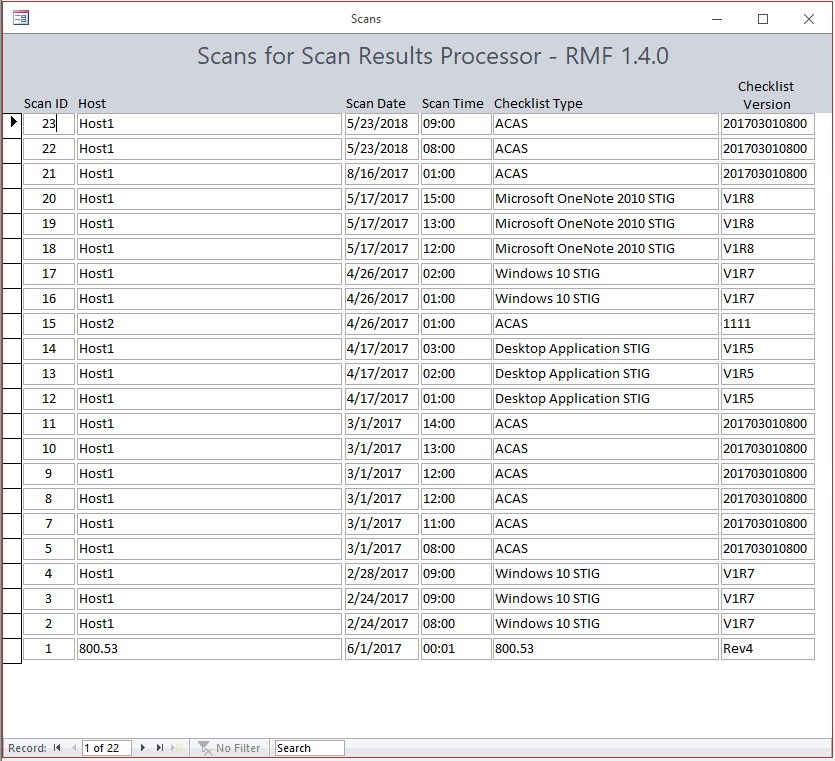 Scans
Scans for Scan Results Processor - RMF 1.4.0
Scan ID Host Scan Date Scan Time Checklist Type Checklist Version
23 Host1 5/23/2018 09:00 ACAS 201703010800
22 Host1 5/23/2018 08:00 ACAS 201703010800
21 Host1 8/16/2017 01:00 ACAS 201703010800
20 Host1 5/17/2017 15:00 Microsoft OneNote 2010 STIG V1R8
19 Host1 5/17/2017 13:00 Microsoft OneNote 2010 STIG V1R8
18 Host1 5/17/2017 12:00 Microsoft OneNote 2010 STIG V1R8
17 Host1 4/26/2017 02:00 Windows 10 STIG V1R7
16 Host1 4/26/2017 01:00 Windows 10 STIG V1R7
15 Host2 4/26/2017 01:00 ACAS 1111
14 Host1 4/17/2017 03:00 Desktop Application STIG V1R5
13 Host1 4/17/2017 02:00 Desktop Application STIG V1R5
12 Host1 4/17/2017 01:00 Desktop Application STIG V1R5
11 Host1 3/1/2017 14:00 ACAS 201703010800
10 Host1 3/1/2017 13:00 ACAS 201703010800
9 Host1 3/1/2017 12:00 ACAS 201703010800
8 Host1 3/1/2017 12:00 ACAS 201703010800
7 Host1 3/1/2017 11:00 ACAS 201703010800
5 Host1 3/1/2017 08:00 ACAS 201703010800
4 Host1 2/28/2017 09:00 Windows 10 STIG V1R7
3 Host1 2/24/2017 09:00 Windows 10 STIG V1R7
2 Host1 2/24/2017 08:00 Windows 10 STIG V1R7
1 800.53 6/1/2017 00:01 800.53 Rev4
Record: 1 of 22 No Filter Search